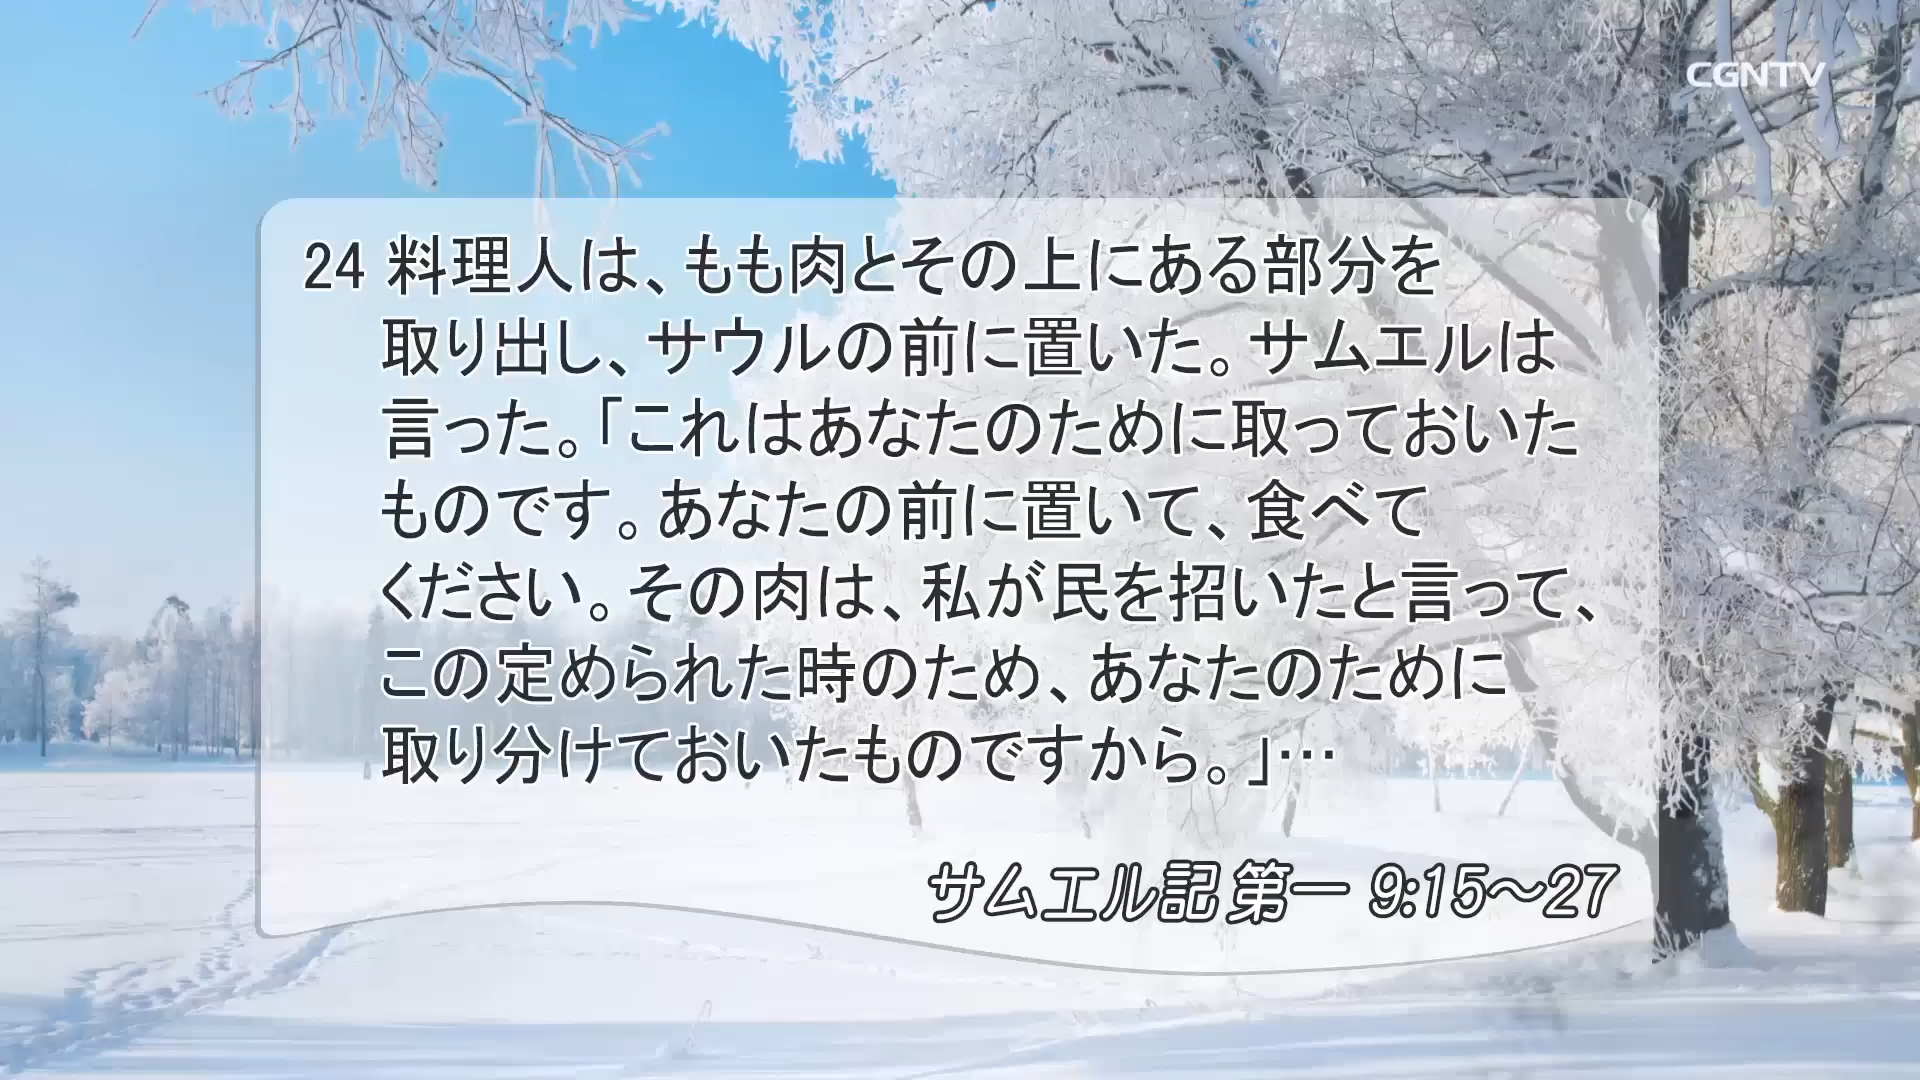 CGNTV
24 料理人は、もも肉とその上にある部分を
取り出し、サウルの前に置いた。サムエルは
言った。「これはあなたのために取っておいた
ものです。あなたの前に置いて、食べて
ください。その肉は、私が民を招いたと言って、
この定められた時のため、あなたのために
取り分けておいたものですから。」…
サムエル記 第一 9:15～27